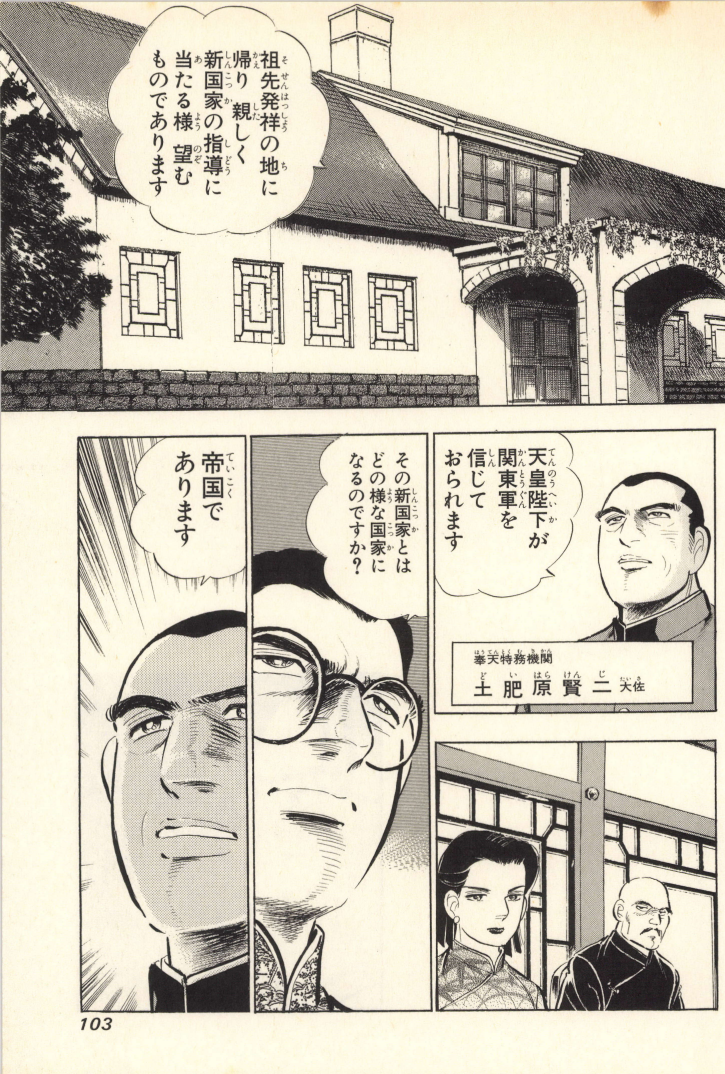 祖先発祥の地に
帰り 親しく
新国家の指導に
当たる様 望む
ものであります
天皇陛下が
関東軍を
信じて
おられます
奉天特務機関
土肥原賢二 大佐
その新国家とは
どの様な国家に
なるのですか?
帝国で
あります
103